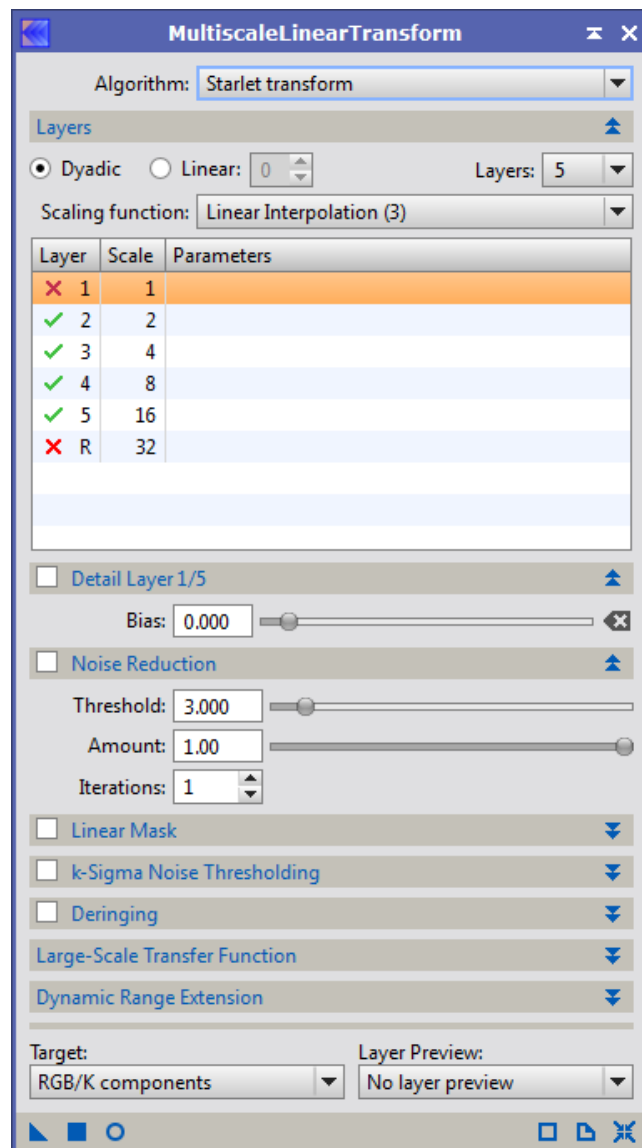 MultiscaleLinearTransform
Algorithm: Starlet transform
Layers
Dyadic Linear: 0 Layers: 5
Scaling function: Linear Interpolation (3)
Layer Scale Parameters
1 1
2 2
3 4
4 8
5 16
R 32
Detail Layer 1/5
Bias: 0.000
Noise Reduction
Threshold: 3.000
Amount: 1.00
Iterations: 1
Linear Mask
k-Sigma Noise Thresholding
Deringing
Large-Scale Transfer Function
Dynamic Range Extension
Target: Layer Preview:
RGB/K components No layer preview